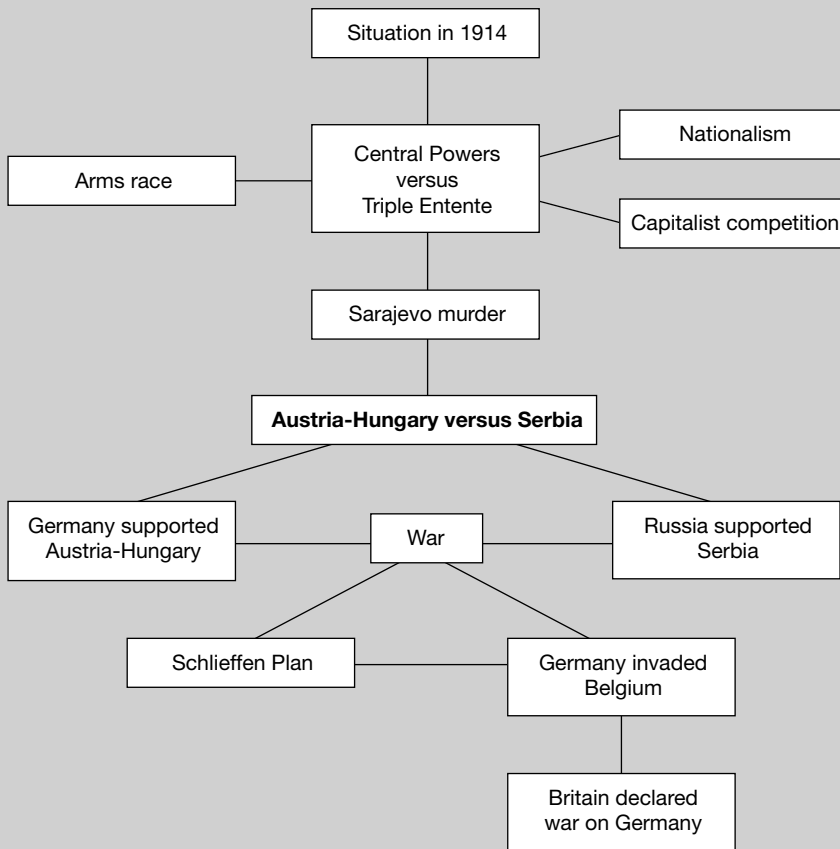 Situation in 1914
Central Powers
versus
Triple Entente
Nationalism
Arms race
Capitalist competition
Sarajevo murder
Austria-Hungary versus Serbia
Germany supported
Austria-Hungary
War
Russia supported
Serbia
Schlieffen Plan
Germany invaded
Belgium
Britain declared
war on Germany